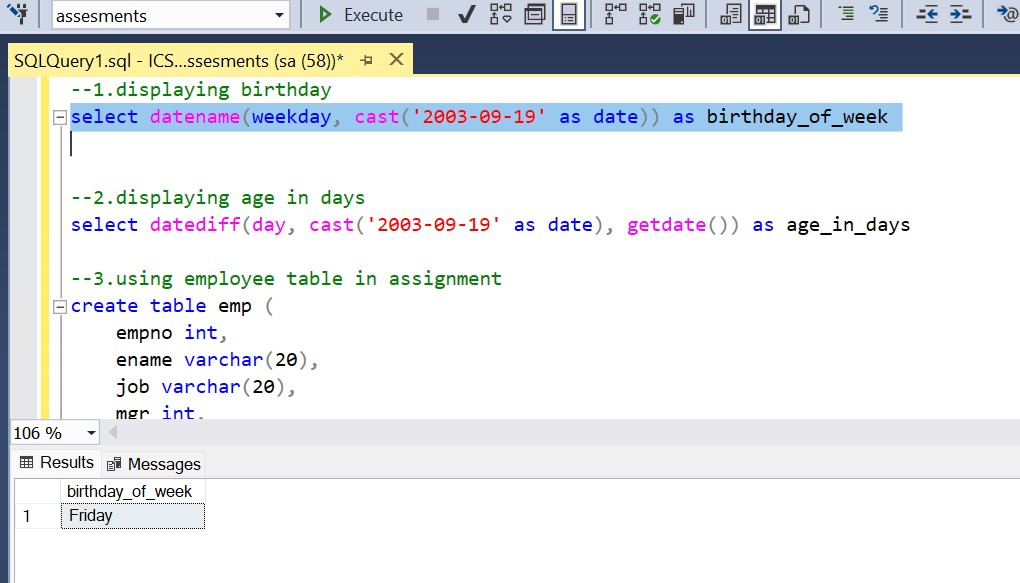 assesments Execute
SQLQuery1.sql - ICS...ssesments (sa (58))*
--1.displaying birthday
select datename(weekday, cast('2003-09-19' as date)) as birthday_of_week
--2.displaying age in days
select datediff(day, cast('2003-09-19' as date), getdate()) as age_in_days
--3.using employee table in assignment
create table emp (
empno int,
ename varchar(20),
job varchar(20),
mgr int,
106 %
Results Messages
birthday_of_week
1 Friday